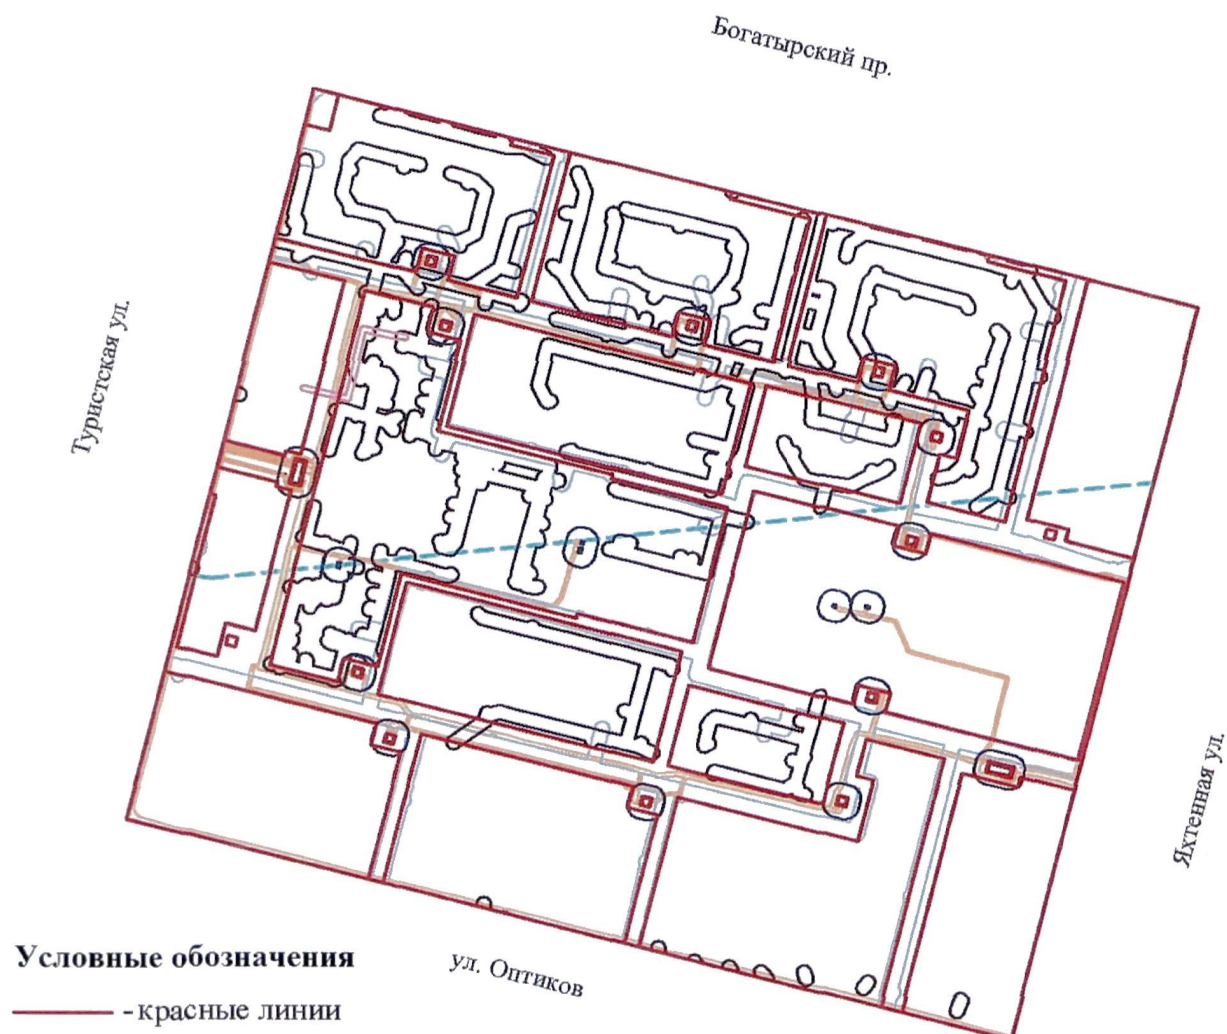 Богатырский пр.
Туристская ул.
Яхтенная ул.
ул. Оптиков
Условные обозначения
- красные линии